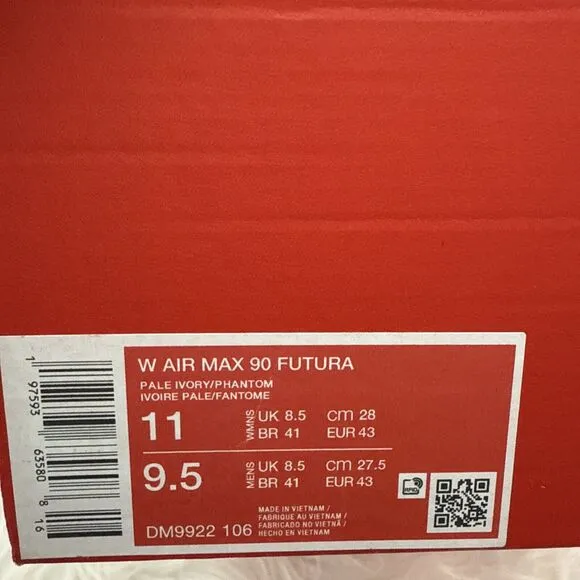 W AIR MAX 90 FUTURA
PALE IVORY/PHANTOM
IVOIRE PALE/FANTOME
11 WMNS UK 8.5 cm 28
BR 41 EUR 43
9.5 MENS UK 8.5 cm 27.5
BR 41 EUR 43
DM9922 106
MADE IN VIETNAM /
FABRIQUE AU VIETNAM /
FABRICADO NO VIETNÃ /
HECHO EN VIETNAM
1 97593 63580 8 16